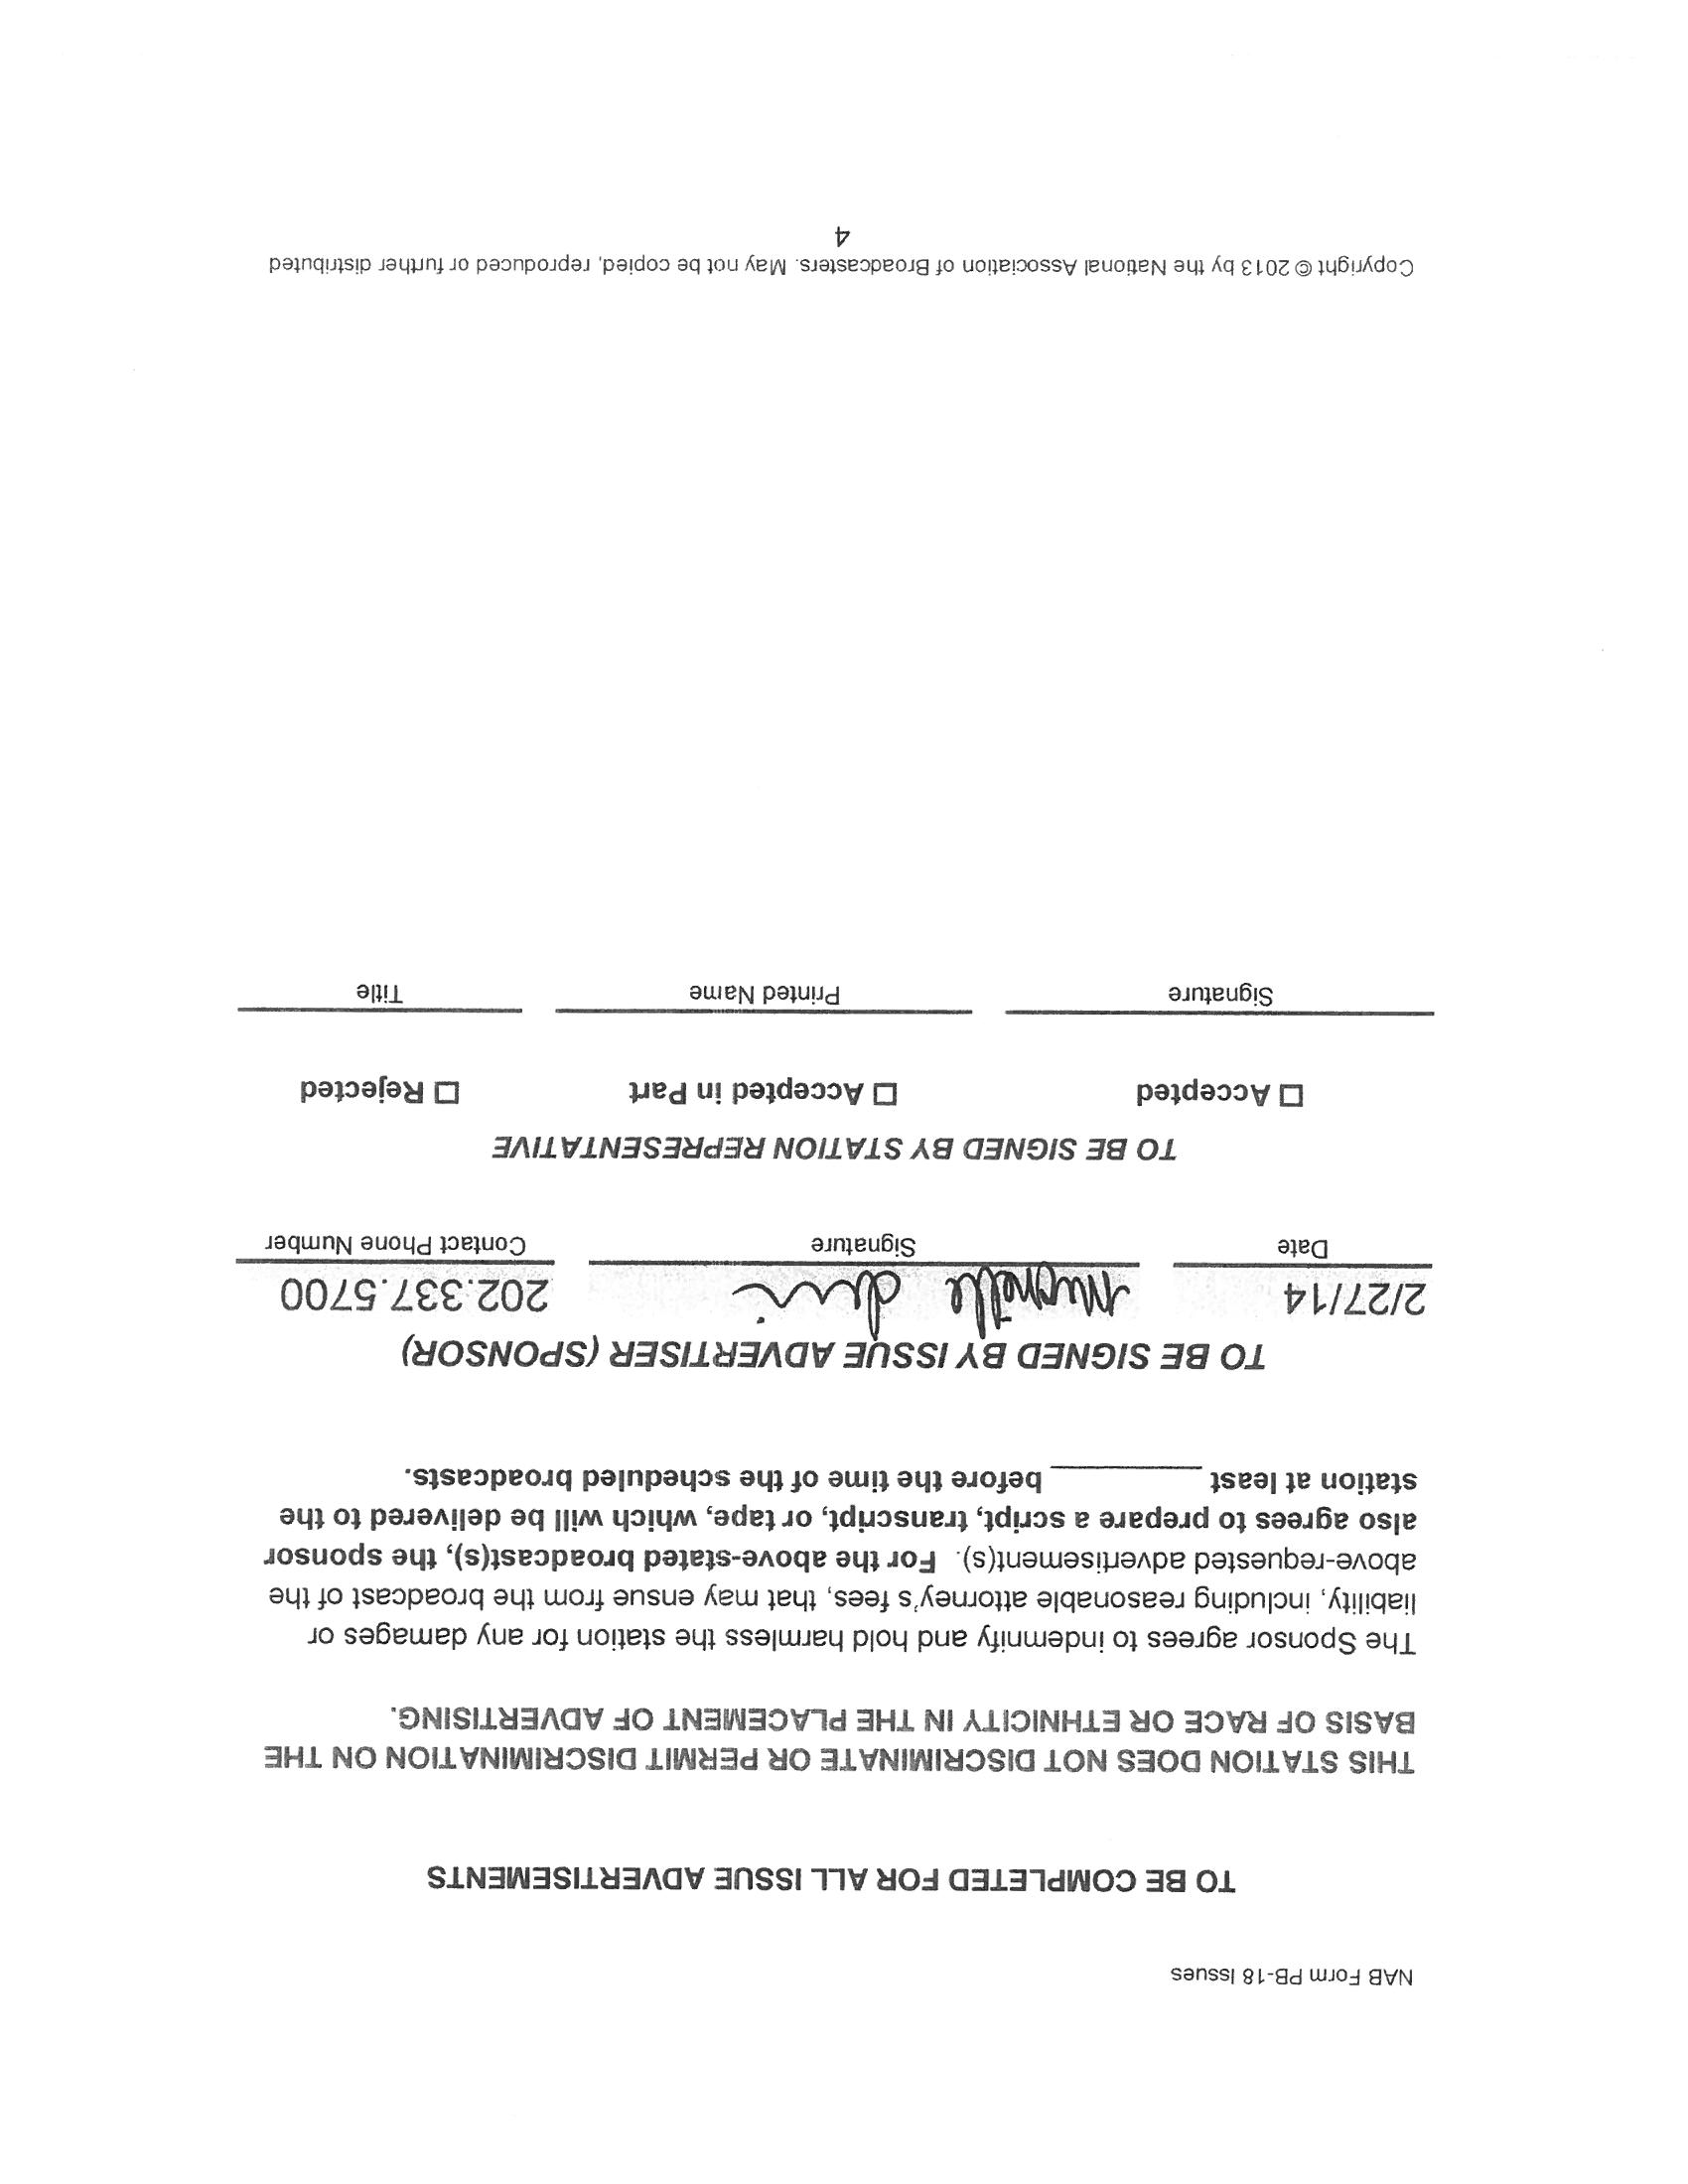 NAB Form PB-18 Issues
TO BE COMPLETED FOR ALL ISSUE ADVERTISEMENTS
THIS STATION DOES NOT DISCRIMINATE OR PERMIT DISCRIMINATION ON THE
BASIS OF RACE OR ETHNICITY IN THE PLACEMENT OF ADVERTISING.
The Sponsor agrees to indemnify and hold harmless the station for any damages or
liability, including reasonable attorney's fees, that may ensue from the broadcast of the
above-requested advertisement(s). For the above-stated broadcast(s), the sponsor
also agrees to prepare a script, transcript, or tape, which will be delivered to the
station at least __________ before the time of the scheduled broadcasts.
TO BE SIGNED BY ISSUE ADVERTISER (SPONSOR)
2/27/14 Michelle 202.337.5700
Date Signature Contact Phone Number
TO BE SIGNED BY STATION REPRESENTATIVE
☐ Accepted ☐ Accepted in Part ☐ Rejected
Signature Printed Name Title
Copyright © 2013 by the National Association of Broadcasters. May not be copied, reproduced or further distributed
4